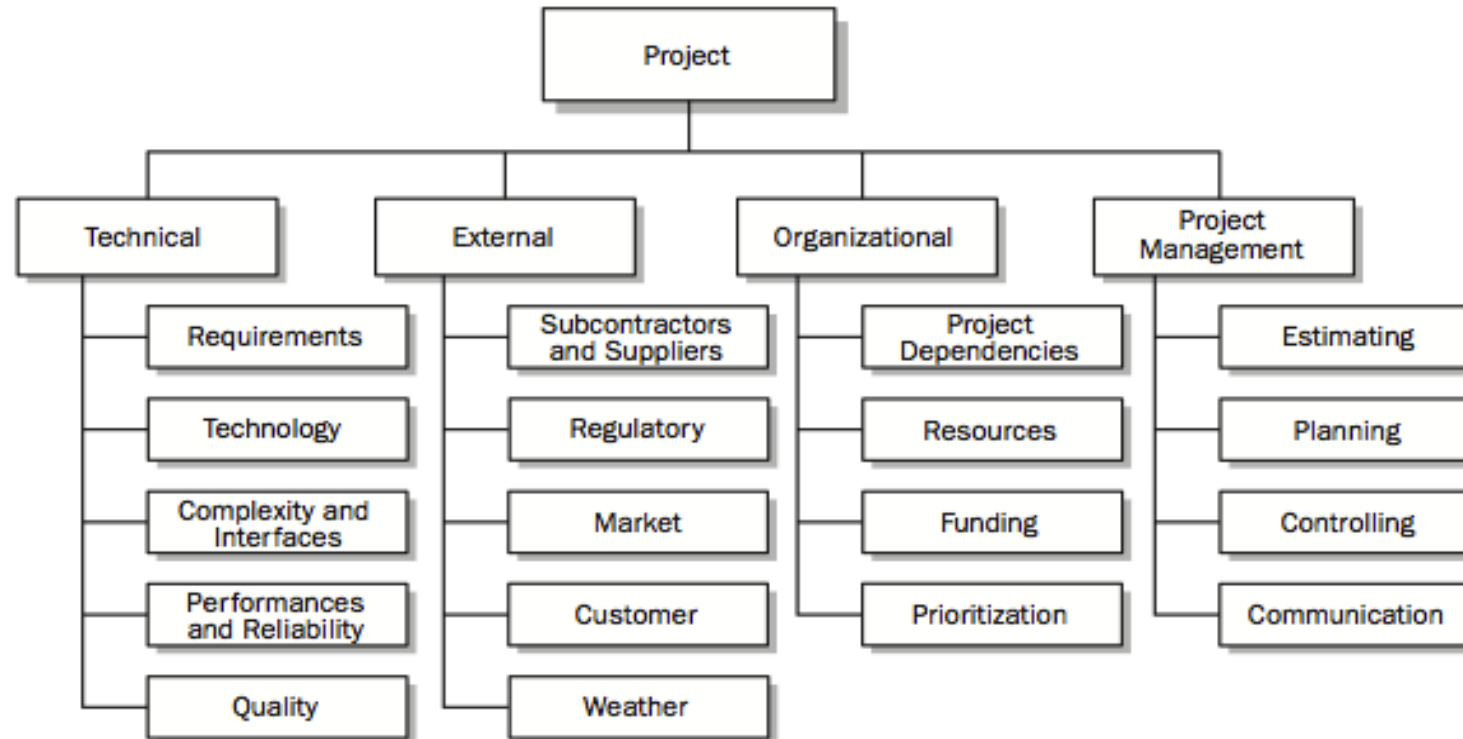 Project
Technical
External
Organizational
Project
Management
Requirements
Technology
Complexity and
Interfaces
Performances
and Reliability
Quality
Subcontractors
and Suppliers
Regulatory
Market
Customer
Weather
Project
Dependencies
Resources
Funding
Prioritization
Estimating
Planning
Controlling
Communication